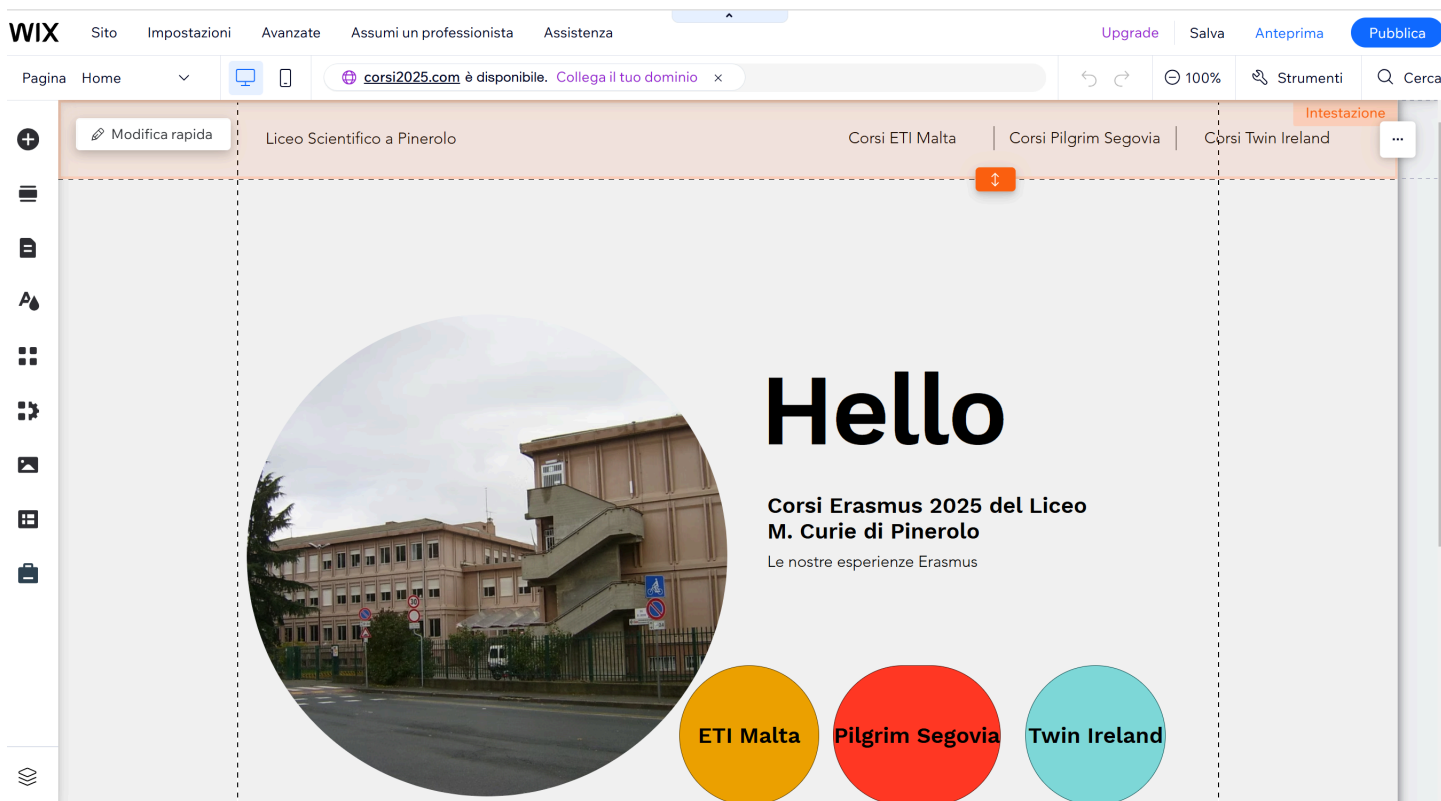 WIX Sito Impostazioni Avanzate Assumi un professionista Assistenza Upgrade Salva Anteprima Pubblica
Pagina Home corsi2025.com è disponibile. Collega il tuo dominio × 100% Strumenti Cerca
Intestazione
Modifica rapida Liceo Scientifico a Pinerolo Corsi ETI Malta Corsi Pilgrim Segovia Corsi Twin Ireland
Hello
Corsi Erasmus 2025 del Liceo
M. Curie di Pinerolo
Le nostre esperienze Erasmus
30
ETI Malta Pilgrim Segovia Twin Ireland